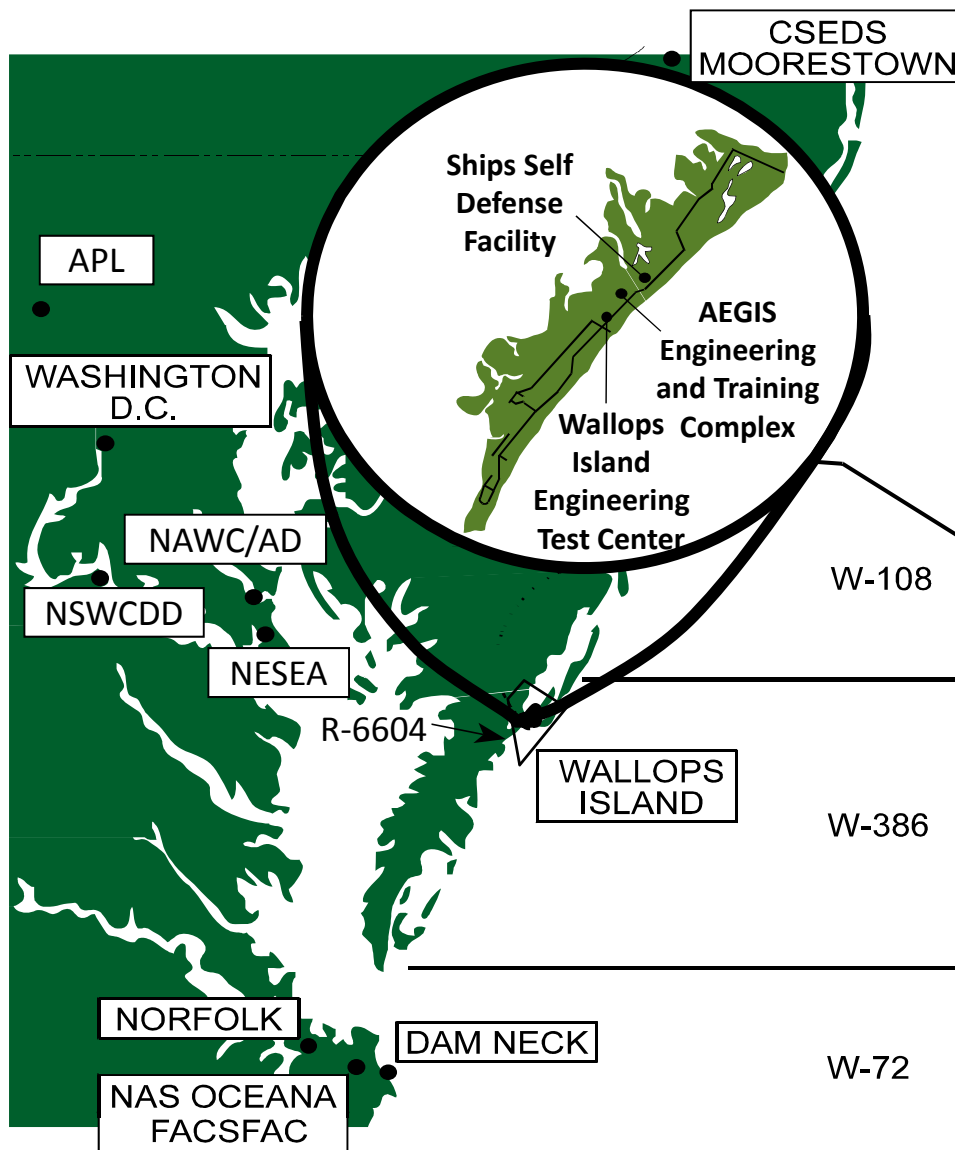 CSEDS
MOORESTOWN
Ships Self
Defense
Facility
APL
AEGIS
Engineering
and Training
Complex
WASHINGTON
D.C.
Wallops
Island
Engineering
Test Center
NAWC/AD
W-108
NSWCDD
NESEA
R-6604
WALLOPS
ISLAND
W-386
NORFOLK
DAM NECK
W-72
NAS OCEANA
FACSFAC